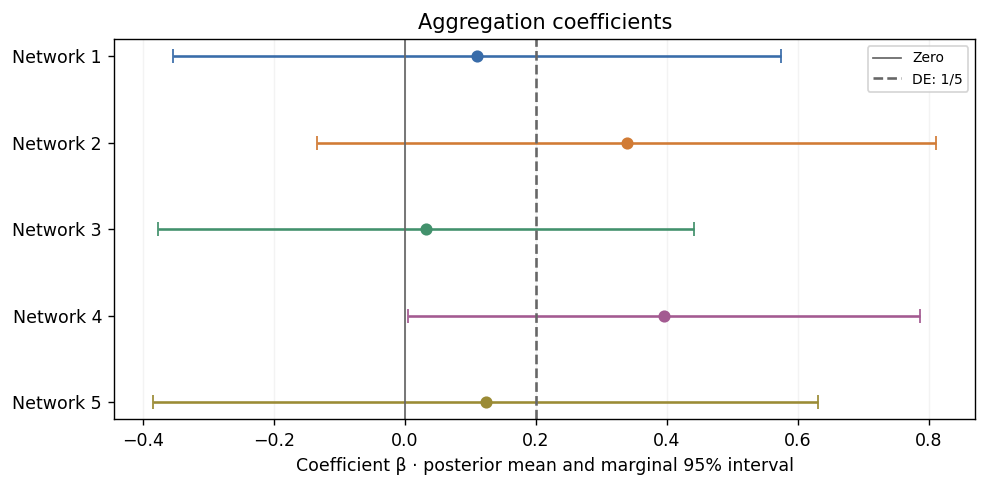 Aggregation coefficients
Network 1
Network 2
Network 3
Network 4
Network 5
Zero
DE: 1/5
−0.4 −0.2 0.0 0.2 0.4 0.6 0.8
Coefficient β · posterior mean and marginal 95% interval